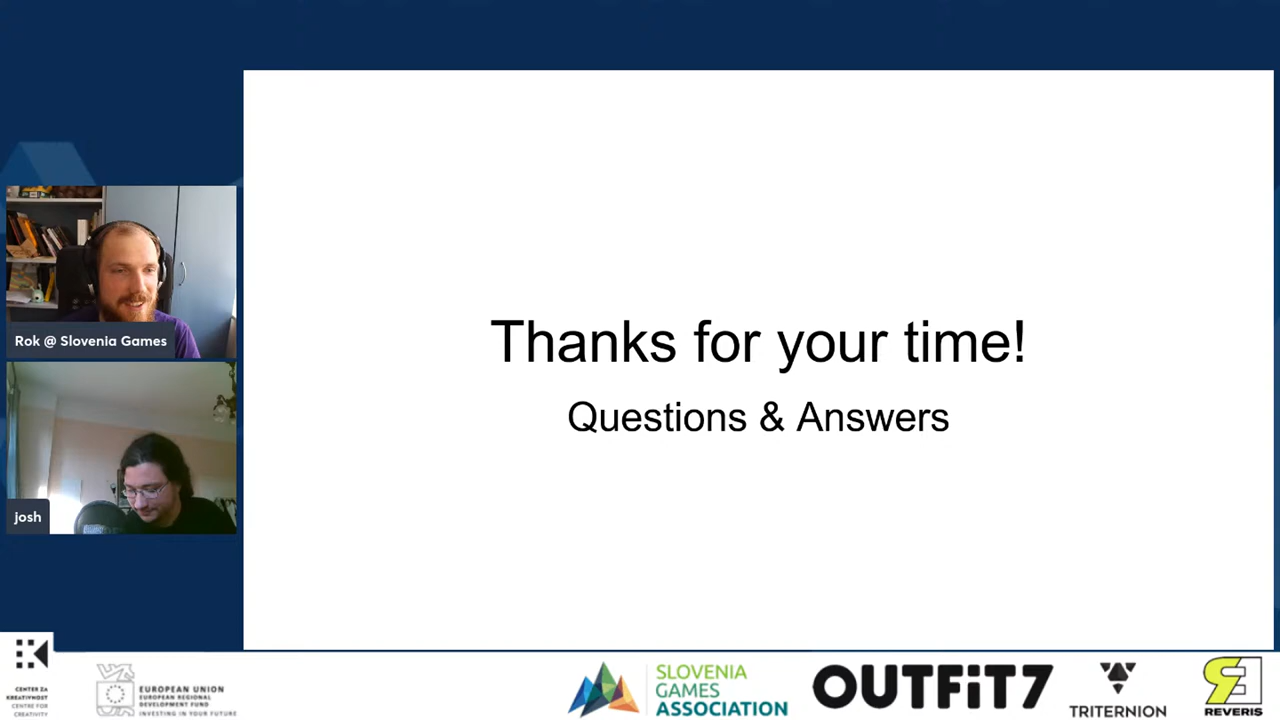 Thanks for your time!
Questions & Answers
Rok @ Slovenia Games
josh
CENTER ZA
KREATIVNOST
CENTRE FOR
CREATIVITY
EUROPEAN UNION
EUROPEAN REGIONAL
DEVELOPMENT FUND
INVESTING IN YOUR FUTURE
SLOVENIA
GAMES
ASSOCIATION
OUTFIT7
TRITERNION
REVERIS